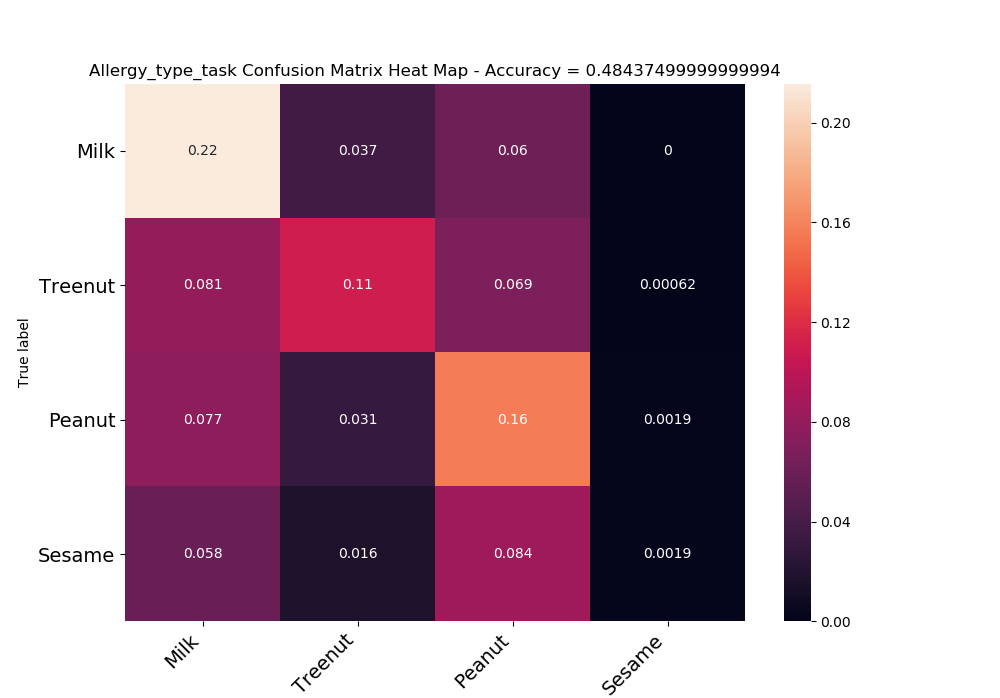 Allergy_type_task Confusion Matrix Heat Map - Accuracy = 0.48437499999999994
Milk 0.22 0.037 0.06 0
Treenut 0.081 0.11 0.069 0.00062
Peanut 0.077 0.031 0.16 0.0019
Sesame 0.058 0.016 0.084 0.0019
True label
Milk Treenut Peanut Sesame
0.20
0.16
0.12
0.08
0.04
0.00